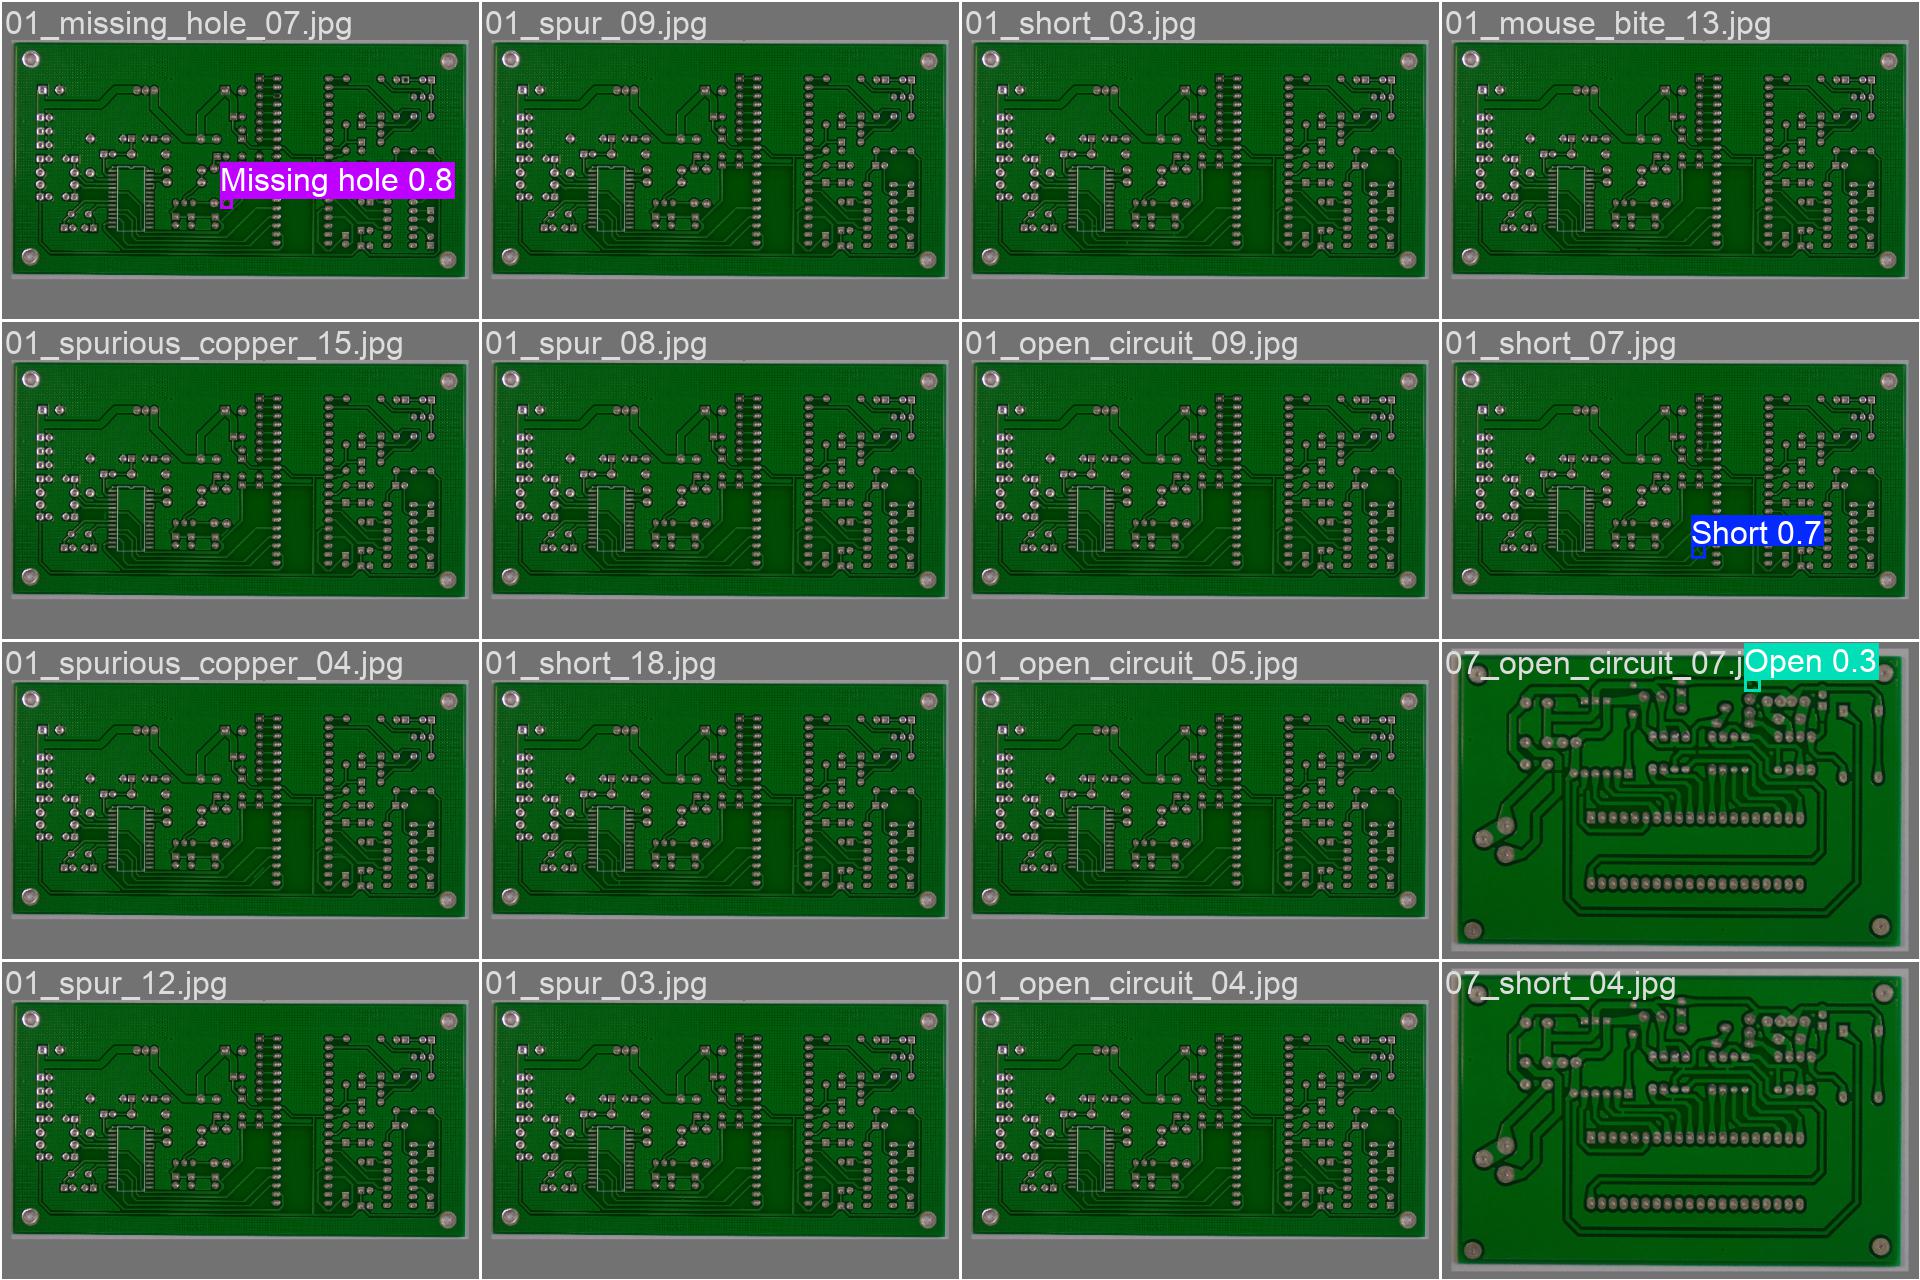 01_missing_hole_07.jpg
01_spur_09.jpg
01_short_03.jpg
01_mouse_bite_13.jpg
Missing hole 0.8
01_spurious_copper_15.jpg
01_spur_08.jpg
01_open_circuit_09.jpg
01_short_07.jpg
Short 0.7
01_spurious_copper_04.jpg
01_short_18.jpg
01_open_circuit_05.jpg
07_open_circuit_07.j
Open 0.3
01_spur_12.jpg
01_spur_03.jpg
01_open_circuit_04.jpg
07_short_04.jpg